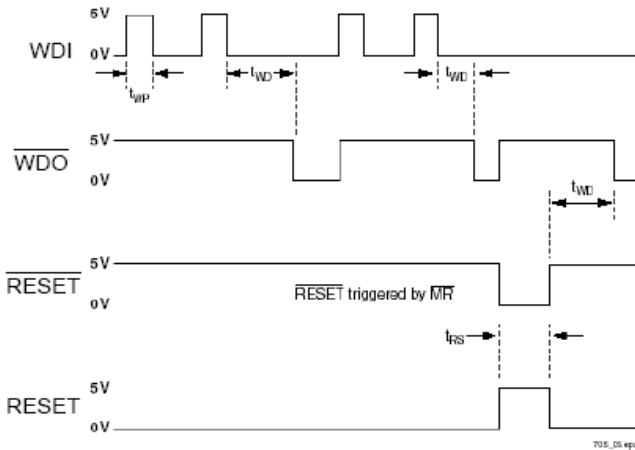 5V
WDI
0V
tWP
tWD
tWD
5V
WDO
0V
tWD
5V
RESET
0V
RESET triggered by MR
tRS
5V
RESET
0V
705_05.eps